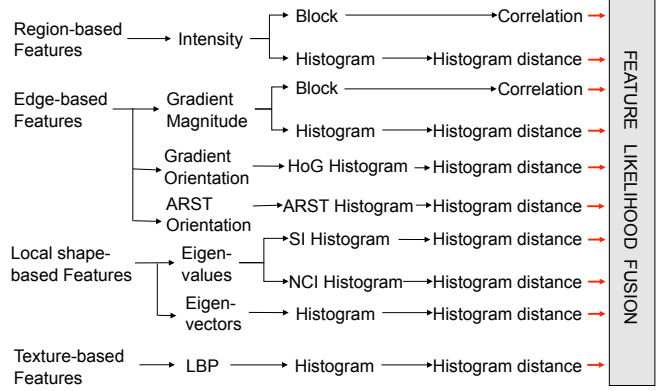 Region-based Features
Intensity
Block
Correlation
Histogram
Histogram distance
Edge-based Features
Gradient Magnitude
Block
Correlation
Histogram
Histogram distance
Gradient Orientation
HoG Histogram
Histogram distance
ARST Orientation
ARST Histogram
Histogram distance
Local shape-based Features
Eigen-values
SI Histogram
Histogram distance
NCI Histogram
Histogram distance
Eigen-vectors
Histogram
Histogram distance
Texture-based Features
LBP
Histogram
Histogram distance
FEATURE LIKELIHOOD FUSION